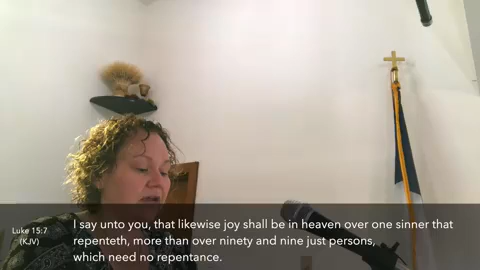 Luke 15:7
(KJV)
I say unto you, that likewise joy shall be in heaven over one sinner that
repenteth, more than over ninety and nine just persons,
which need no repentance.